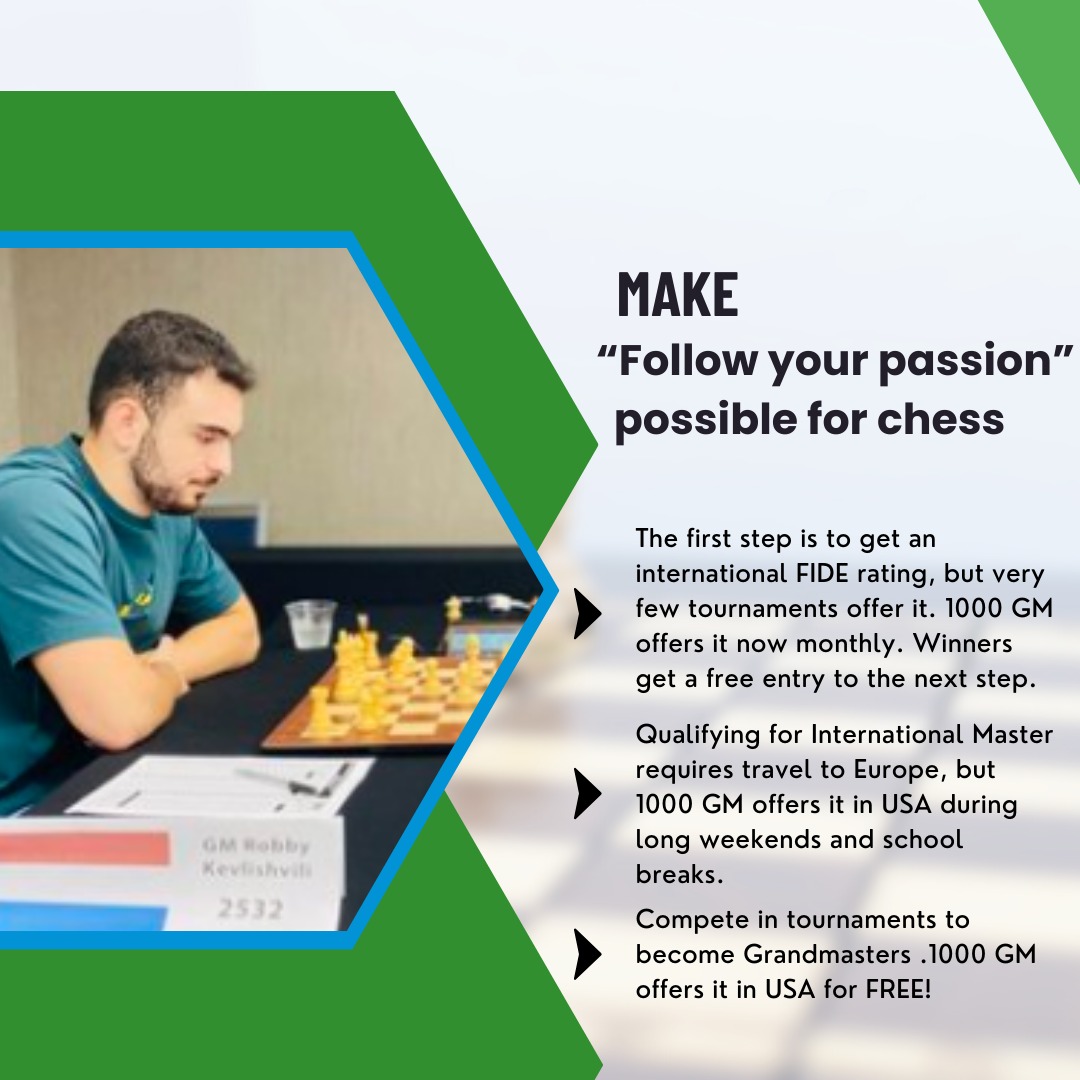 MAKE
“Follow your passion”
possible for chess
The first step is to get an
international FIDE rating, but very
few tournaments offer it. 1000 GM
offers it now monthly. Winners
get a free entry to the next step.
Qualifying for International Master
requires travel to Europe, but
1000 GM offers it in USA during
long weekends and school
breaks.
Compete in tournaments to
become Grandmasters .1000 GM
offers it in USA for FREE!
GM Robby
Kevlishvili
2532